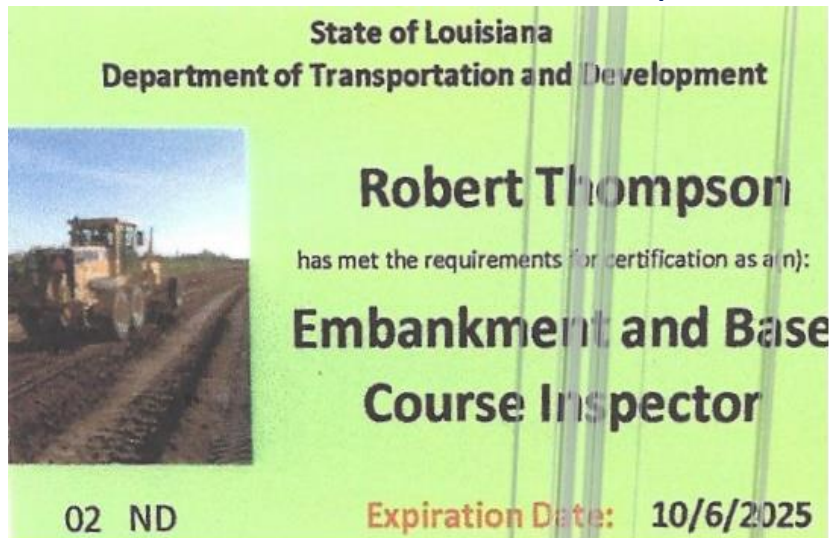 State of Louisiana
Department of Transportation and Development
Robert Thompson
has met the requirements for certification as a(n):
Embankment and Base
Course Inspector
02 ND
Expiration Date: 10/6/2025